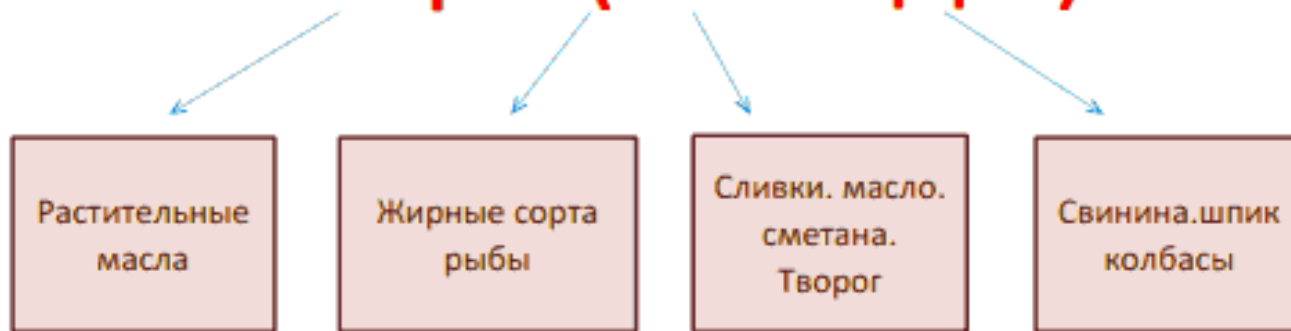 Растительные
масла
Жирные сорта
рыбы
Сливки. масло.
сметана.
Творог
Свинина.шпик
колбасы